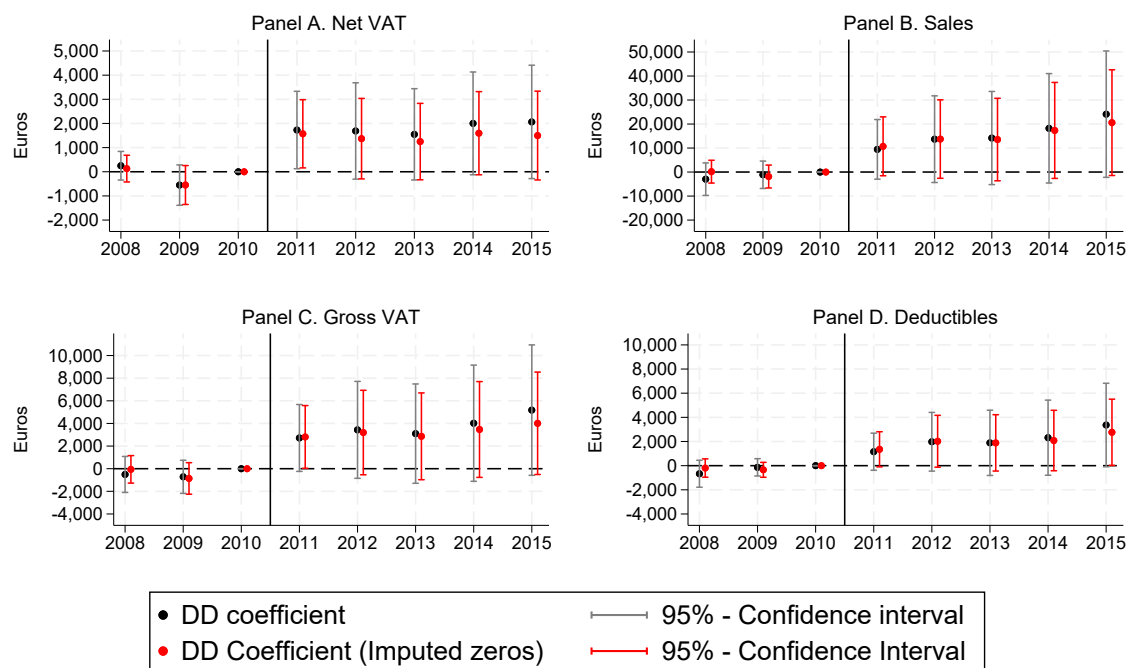 Panel A. Net VAT
5,000
4,000
3,000
2,000
1,000
0
-1,000
-2,000
Euros
2008 2009 2010 2011 2012 2013 2014 2015
Panel B. Sales
50,000
40,000
30,000
20,000
10,000
0
-10,000
-20,000
Euros
2008 2009 2010 2011 2012 2013 2014 2015
Panel C. Gross VAT
10,000
8,000
6,000
4,000
2,000
0
-2,000
-4,000
Euros
2008 2009 2010 2011 2012 2013 2014 2015
Panel D. Deductibles
10,000
8,000
6,000
4,000
2,000
0
-2,000
-4,000
Euros
2008 2009 2010 2011 2012 2013 2014 2015
DD coefficient 95% - Confidence interval
DD Coefficient (Imputed zeros) 95% - Confidence Interval